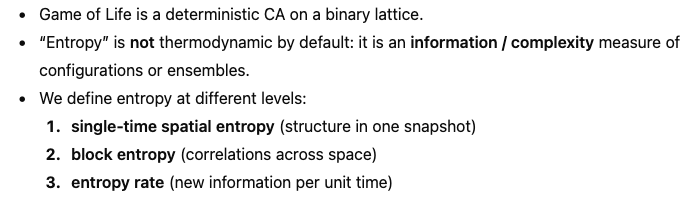 • Game of Life is a deterministic CA on a binary lattice.
• “Entropy” is not thermodynamic by default: it is an information / complexity measure of
configurations or ensembles.
• We define entropy at different levels:
1. single-time spatial entropy (structure in one snapshot)
2. block entropy (correlations across space)
3. entropy rate (new information per unit time)